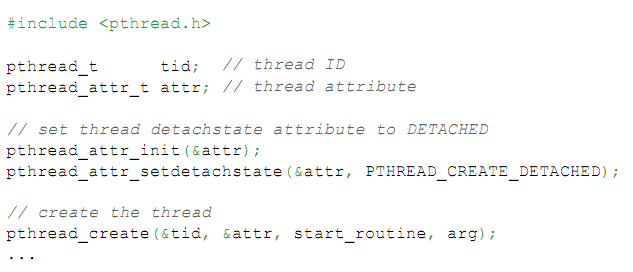 #include <pthread.h>
pthread_t      tid;  // thread ID
pthread_attr_t attr; // thread attribute
// set thread detachstate attribute to DETACHED
pthread_attr_init(&attr);
pthread_attr_setdetachstate(&attr, PTHREAD_CREATE_DETACHED);
// create the thread
pthread_create(&tid, &attr, start_routine, arg);
...